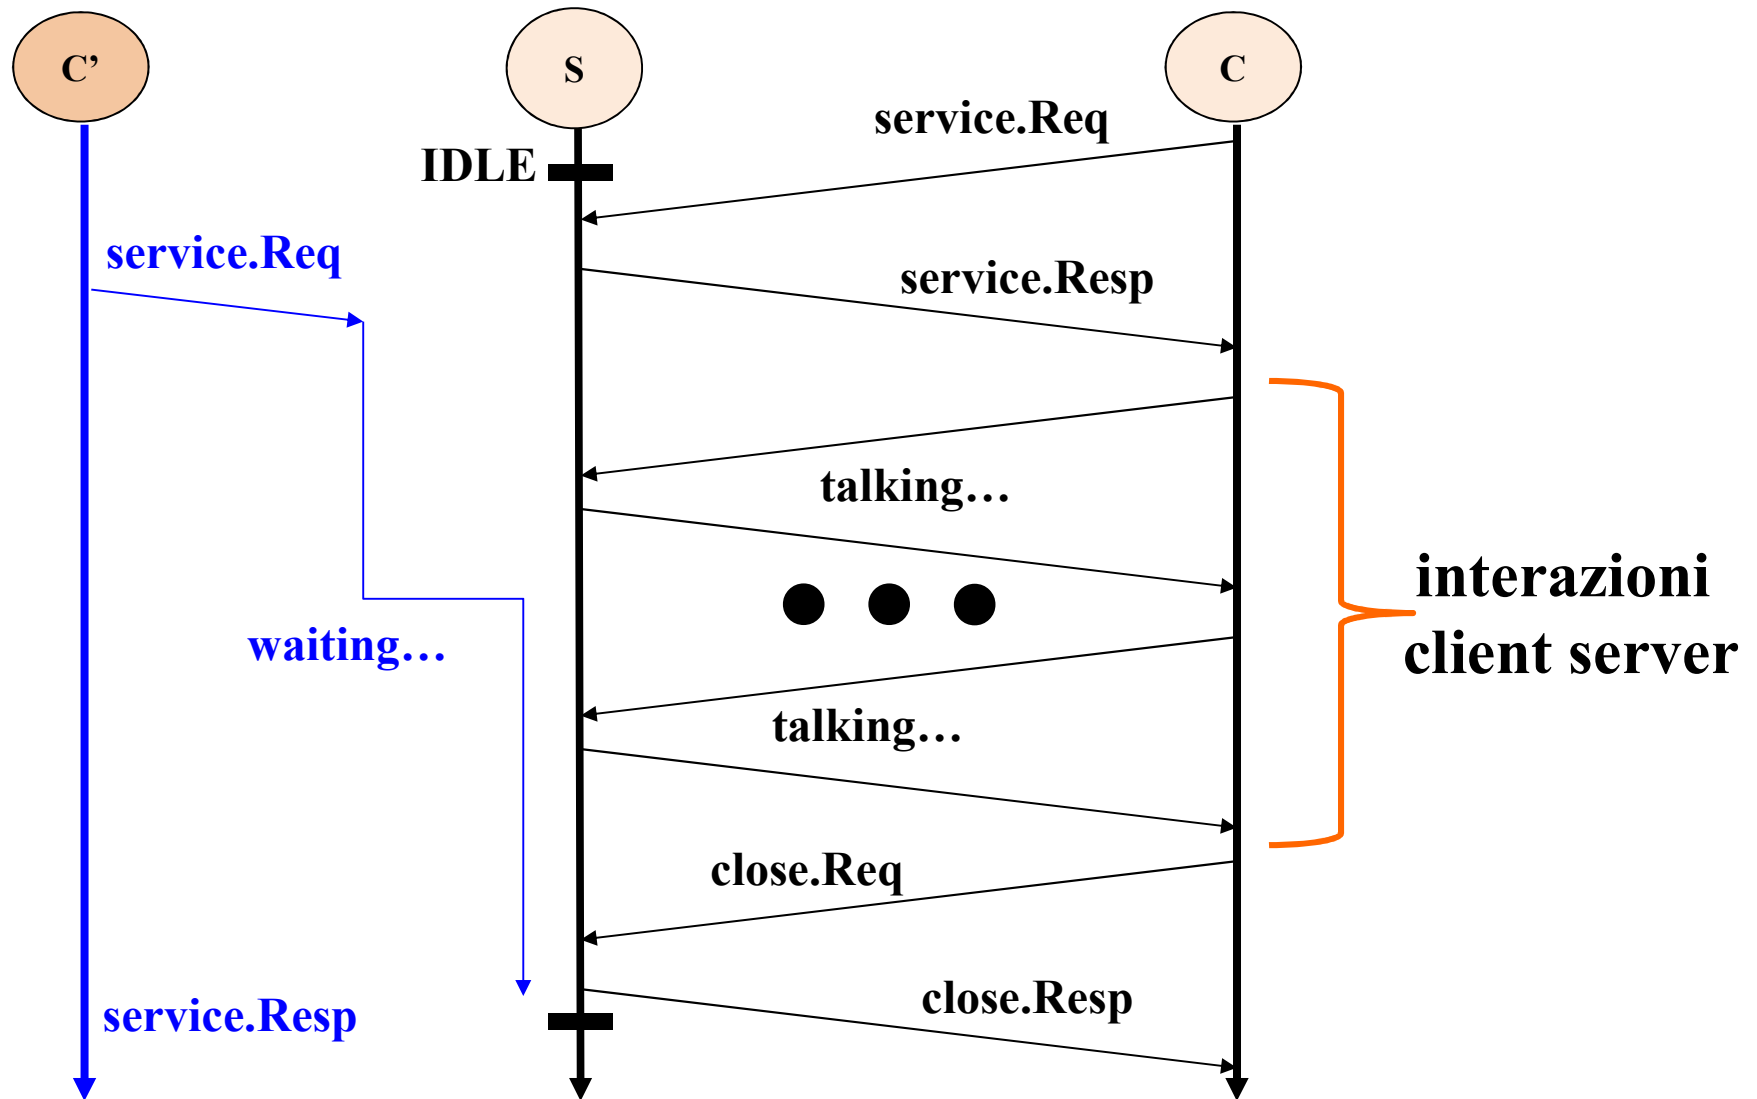 C’
S
C
service.Req
IDLE
service.Req
service.Resp
talking…
interazioni
client server
waiting…
talking…
close.Req
close.Resp
service.Resp